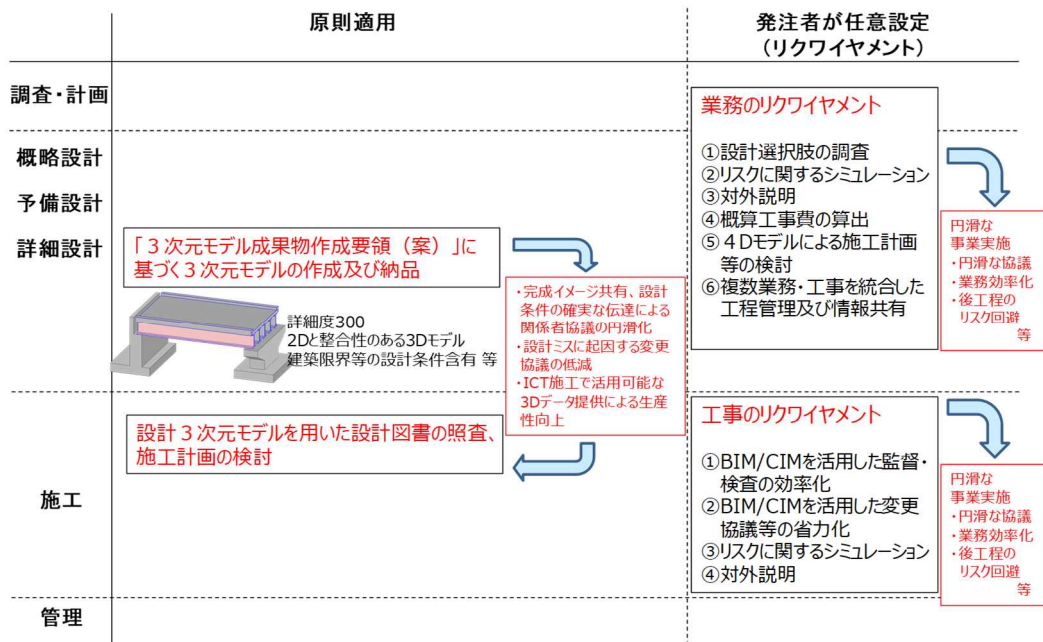 原則適用
発注者が任意設定
（リクワイヤメント）
調査・計画
概略設計
予備設計
詳細設計
「３次元モデル成果物作成要領（案）」に
基づく３次元モデルの作成及び納品
詳細度300
2Dと整合性のある3Dモデル
建築限界等の設計条件含有 等
・完成イメージ共有、設計
条件の確実な伝達による
関係者協議の円滑化
・設計ミスに起因する変更
協議の低減
・ICT施工で活用可能な
3Dデータ提供による生産
性向上
業務のリクワイヤメント
①設計選択肢の調査
②リスクに関するシミュレーション
③対外説明
④概算工事費の算出
⑤４Dモデルによる施工計画
等の検討
⑥複数業務・工事を統合した
工程管理及び情報共有
円滑な
事業実施
・円滑な協議
・業務効率化
・後工程の
リスク回避
等
施工
設計３次元モデルを用いた設計図書の照査、
施工計画の検討
工事のリクワイヤメント
①BIM/CIMを活用した監督・
検査の効率化
②BIM/CIMを活用した変更
協議等の省力化
③リスクに関するシミュレーション
④対外説明
円滑な
事業実施
・円滑な協議
・業務効率化
・後工程の
リスク回避
等
管理